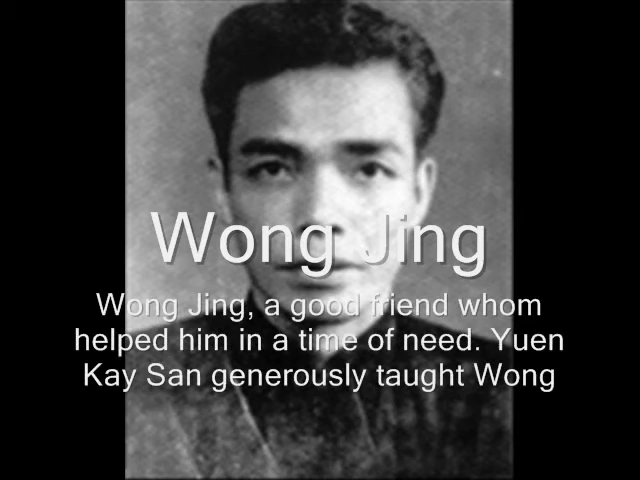 Wong Jing
Wong Jing, a good friend whom
helped him in a time of need. Yuen
Kay San generously taught Wong